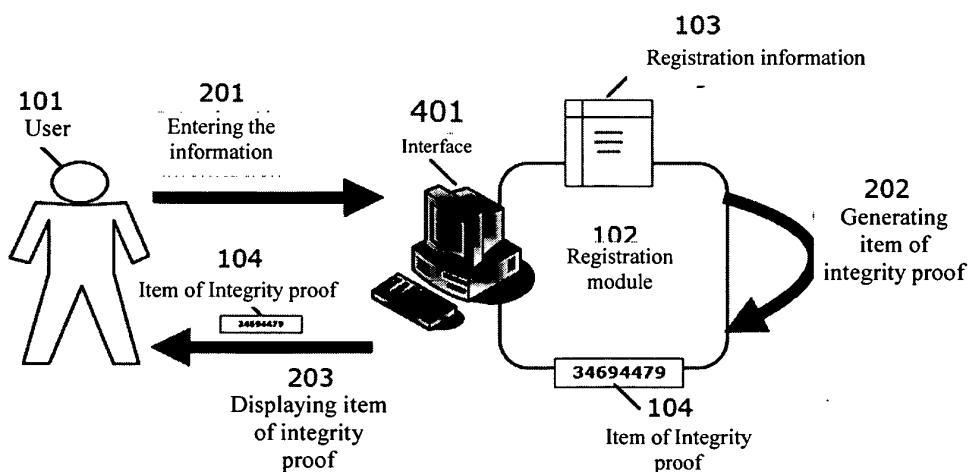 103
Registration information
101
User
201
Entering the
information
401
Interface
202
Generating
item of
integrity proof
102
Registration
module
104
Item of Integrity proof
34694479
203
Displaying item
of integrity
proof
34694479
104
Item of Integrity
proof